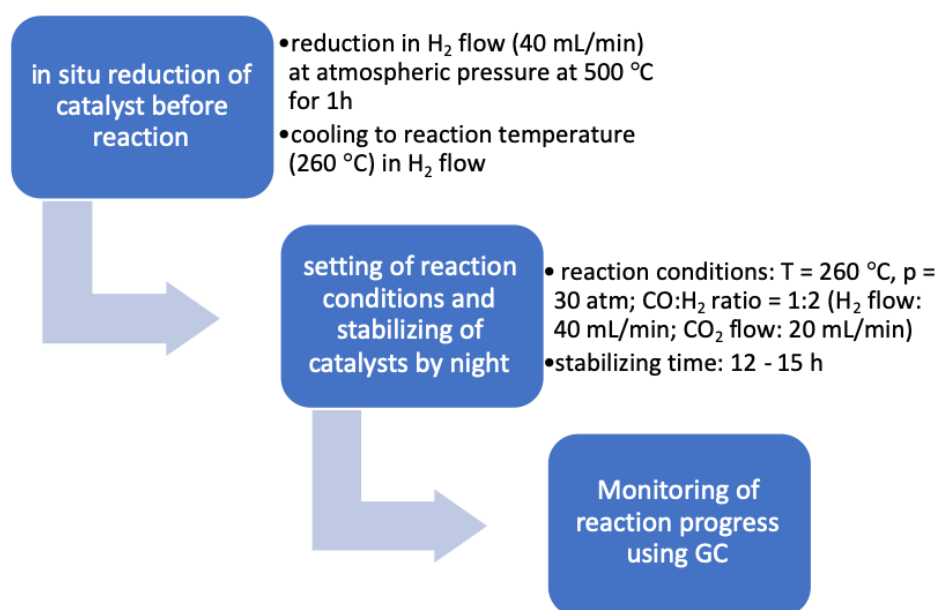 in situ reduction of
catalyst before
reaction
•reduction in H₂ flow (40 mL/min)
at atmospheric pressure at 500 °C
for 1h
•cooling to reaction temperature
(260 °C) in H₂ flow
setting of reaction
conditions and
stabilizing of
catalysts by night
• reaction conditions: T = 260 °C, p =
30 atm; CO:H₂ ratio = 1:2 (H₂ flow:
40 mL/min; CO₂ flow: 20 mL/min)
•stabilizing time: 12 - 15 h
Monitoring of
reaction progress
using GC